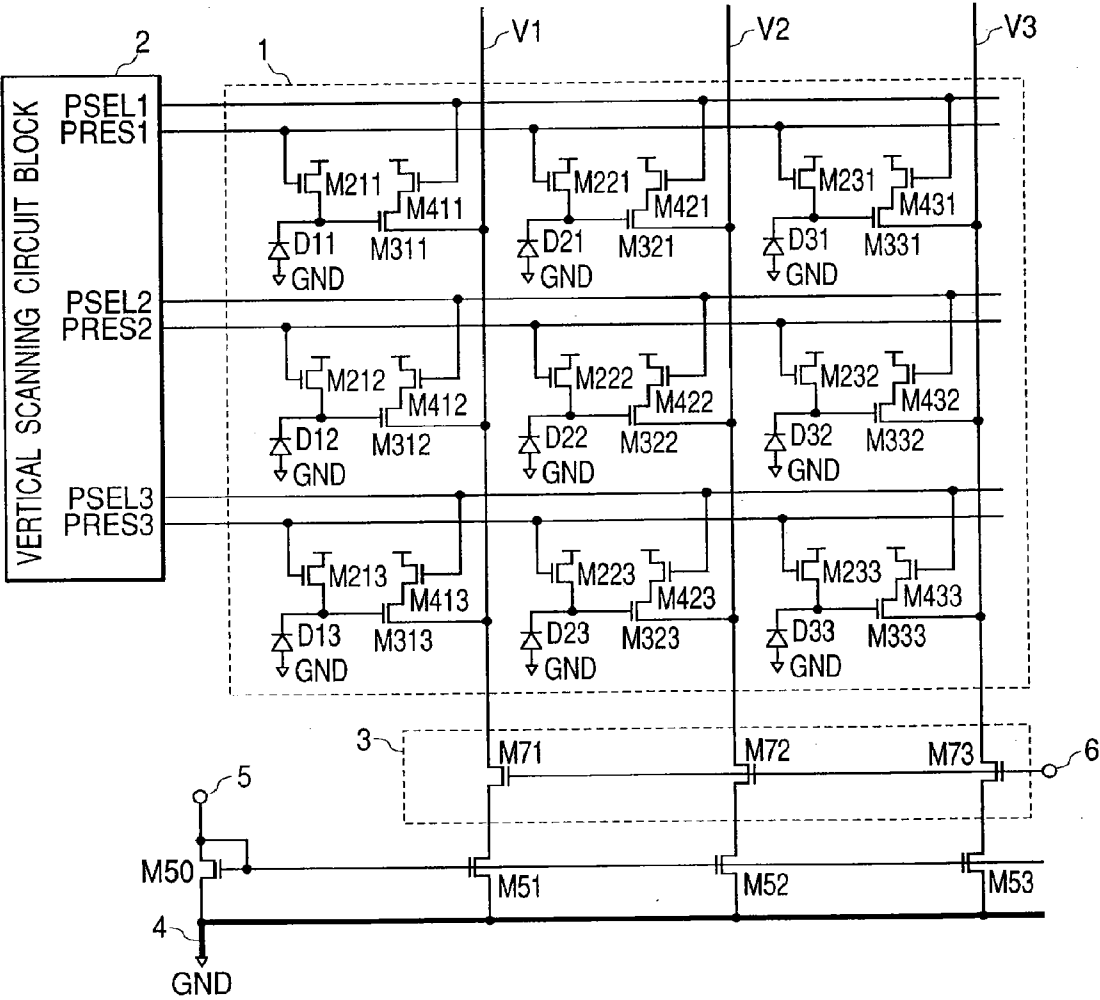 V1 V2 V3
2
1
VERTICAL SCANNING CIRCUIT BLOCK
PSEL1
PRES1
M211 M221 M231
M411 M421 M431
D11 M311 D21 M321 D31 M331
GND GND GND
PSEL2
PRES2
M212 M222 M232
M412 M422 M432
D12 M312 D22 M322 D32 M332
GND GND GND
PSEL3
PRES3
M213 M223 M233
M413 M423 M433
D13 M313 D23 M323 D33 M333
GND GND GND
3 M71 M72 M73 6
5
M50 M51 M52 M53
4
GND